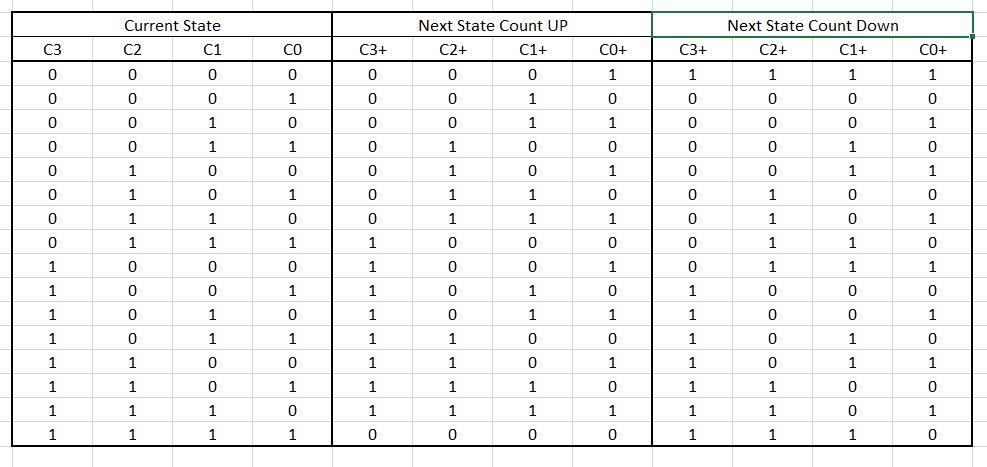 Current State Next State Count UP Next State Count Down
C3 C2 C1 C0 C3+ C2+ C1+ C0+ C3+ C2+ C1+ C0+
0 0 0 0 0 0 0 1 1 1 1 1
0 0 0 1 0 0 1 0 0 0 0 0
0 0 1 0 0 0 1 1 0 0 0 1
0 0 1 1 0 1 0 0 0 0 1 0
0 1 0 0 0 1 0 1 0 0 1 1
0 1 0 1 0 1 1 0 0 1 0 0
0 1 1 0 0 1 1 1 0 1 0 1
0 1 1 1 1 0 0 0 0 1 1 0
1 0 0 0 1 0 0 1 0 1 1 1
1 0 0 1 1 0 1 0 1 0 0 0
1 0 1 0 1 0 1 1 1 0 0 1
1 0 1 1 1 1 0 0 1 0 1 0
1 1 0 0 1 1 0 1 1 0 1 1
1 1 0 1 1 1 1 0 1 1 0 0
1 1 1 0 1 1 1 1 1 1 0 1
1 1 1 1 0 0 0 0 1 1 1 0